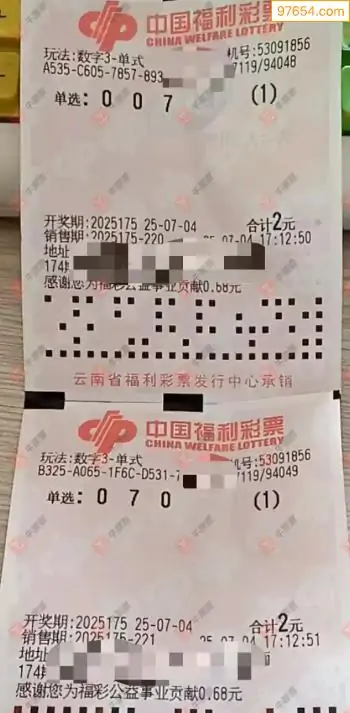 97654.com
中国福利彩票
CHINA WELFARE LOTTERY
玩法:数字3-单式 机号:53091856
A535-C605-7857-893 7119/94048
单选: 0 0 7 (1)
开奖期:2025175 25-07-04 合计2元
销售期:2025175-220 25-07-04 17:12:50
地址
174
感谢您为福彩公益事业贡献0.68元
云南省福利彩票发行中心承销
中国福利彩票
CHINA WELFARE LOTTERY
玩法:数字3-单式 机号:53091856
B325-A065-1F6C-D531- 7119/94049
单选: 0 7 0 (1)
开奖期:2025175 25-07-04 合计2元
销售期:2025175-221 25-07-04 17:12:51
地址
174
感谢您为福彩公益事业贡献0.68元